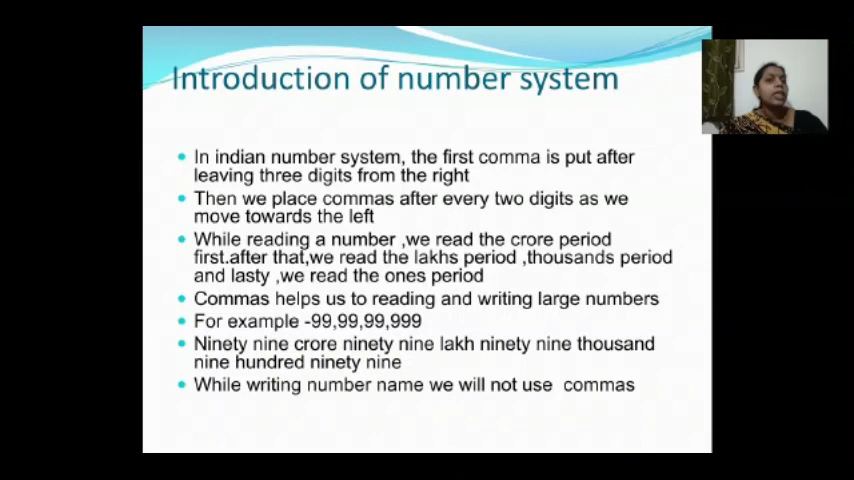 Introduction of number system
In indian number system, the first comma is put after
leaving three digits from the right
Then we place commas after every two digits as we
move towards the left
While reading a number ,we read the crore period
first.after that,we read the lakhs period ,thousands period
and lasty ,we read the ones period
Commas helps us to reading and writing large numbers
For example -99,99,99,999
Ninety nine crore ninety nine lakh ninety nine thousand
nine hundred ninety nine
While writing number name we will not use  commas